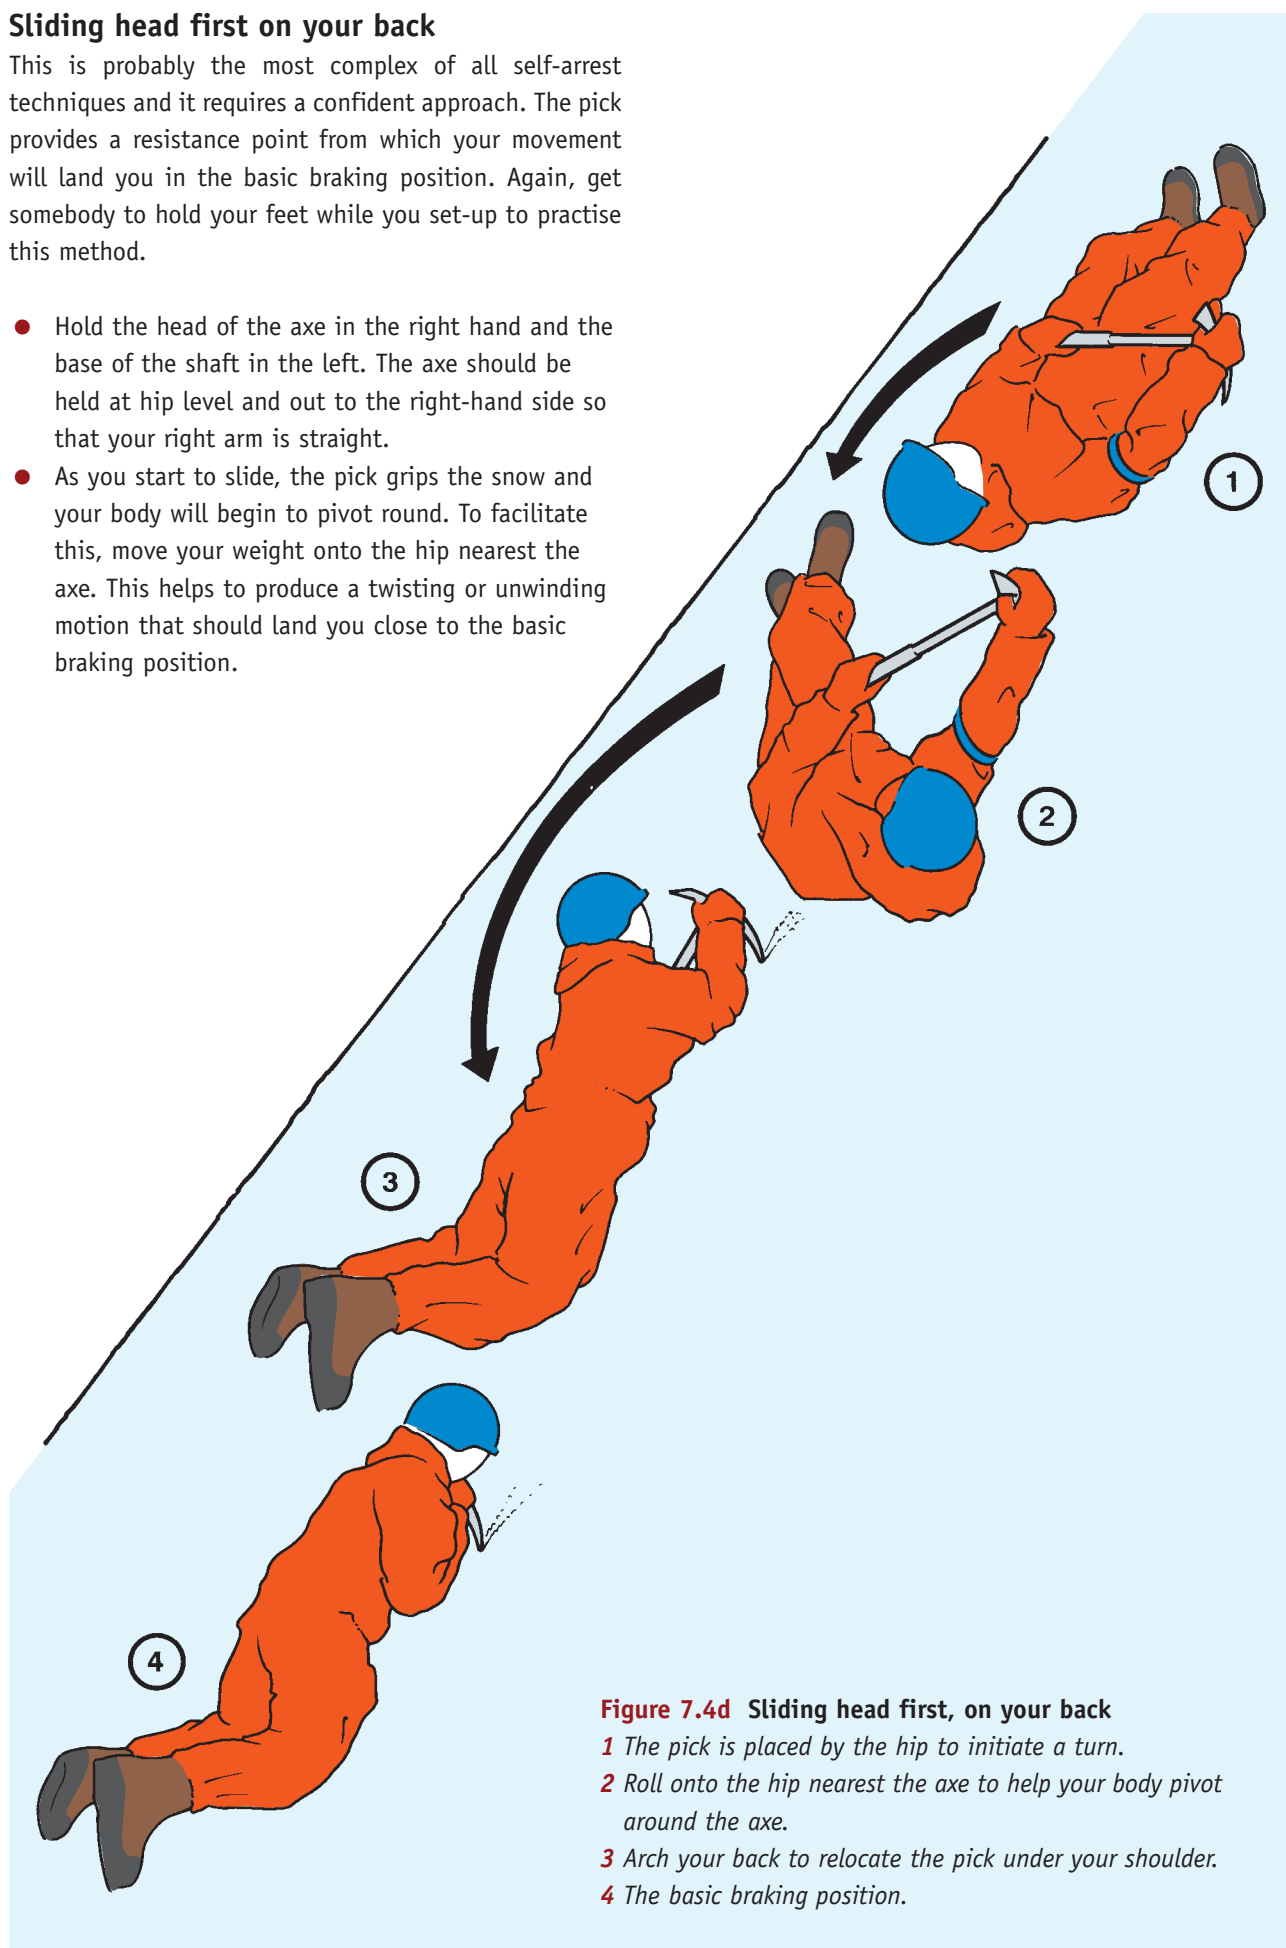 Sliding head first on your back
This is probably the most complex of all self-arrest
techniques and it requires a confident approach. The pick
provides a resistance point from which your movement
will land you in the basic braking position. Again, get
somebody to hold your feet while you set-up to practise
this method.
● Hold the head of the axe in the right hand and the
base of the shaft in the left. The axe should be
held at hip level and out to the right-hand side so
that your right arm is straight.
● As you start to slide, the pick grips the snow and
your body will begin to pivot round. To facilitate
this, move your weight onto the hip nearest the
axe. This helps to produce a twisting or unwinding
motion that should land you close to the basic
braking position.
1
2
3
4
Figure 7.4d Sliding head first, on your back
1 The pick is placed by the hip to initiate a turn.
2 Roll onto the hip nearest the axe to help your body pivot
around the axe.
3 Arch your back to relocate the pick under your shoulder.
4 The basic braking position.